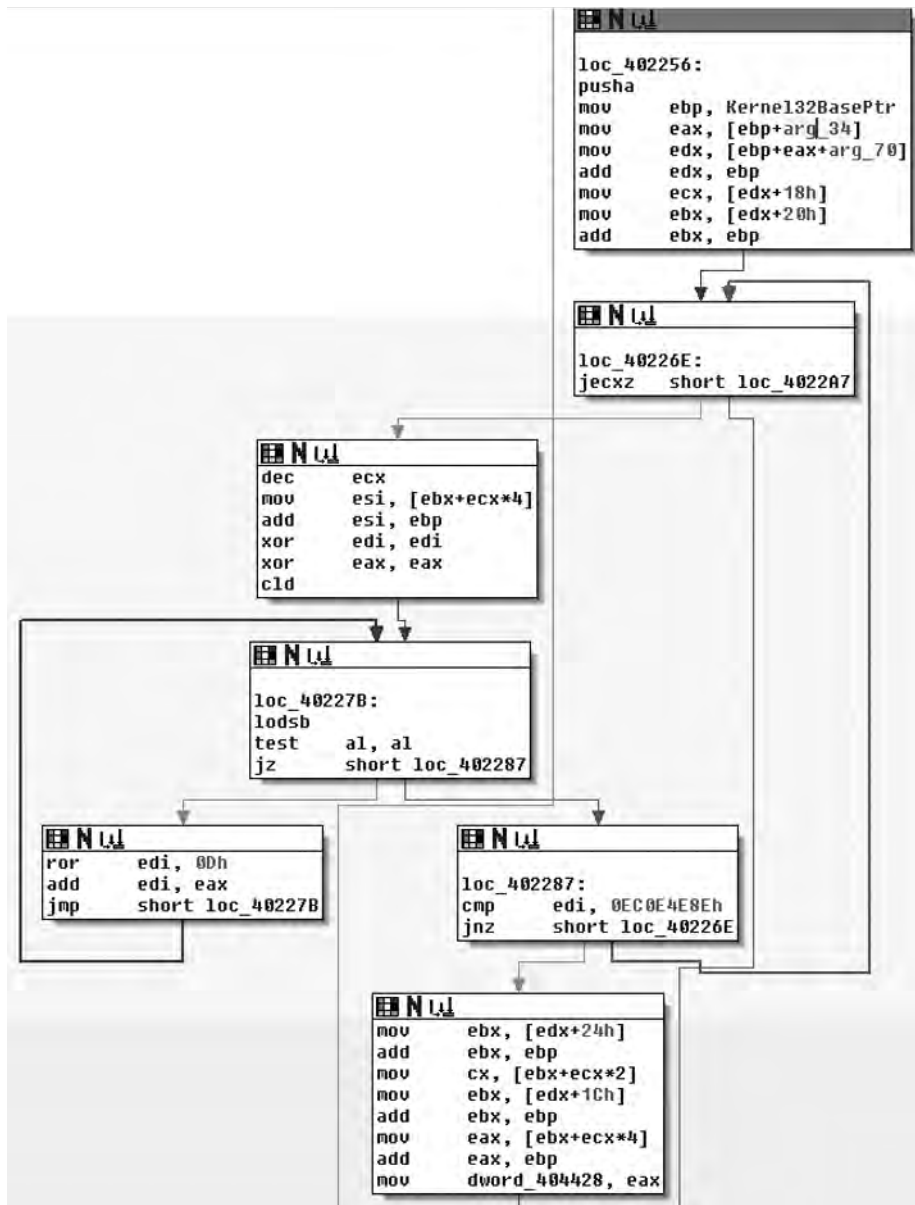 loc_402256:
pusha
mov ebp, Kernel32BasePtr
mov eax, [ebp+arg_34]
mov edx, [ebp+eax+arg_70]
add edx, ebp
mov ecx, [edx+18h]
mov ebx, [edx+20h]
add ebx, ebp
loc_40226E:
jecxz short loc_4022A7
dec ecx
mov esi, [ebx+ecx*4]
add esi, ebp
xor edi, edi
xor eax, eax
cld
loc_40227B:
lodsb
test al, al
jz short loc_402287
ror edi, 0Dh
add edi, eax
jmp short loc_40227B
loc_402287:
cmp edi, 0EC0E4E8Eh
jnz short loc_40226E
mov ebx, [edx+24h]
add ebx, ebp
mov cx, [ebx+ecx*2]
mov ebx, [edx+1Ch]
add ebx, ebp
mov eax, [ebx+ecx*4]
add eax, ebp
mov dword_404428, eax